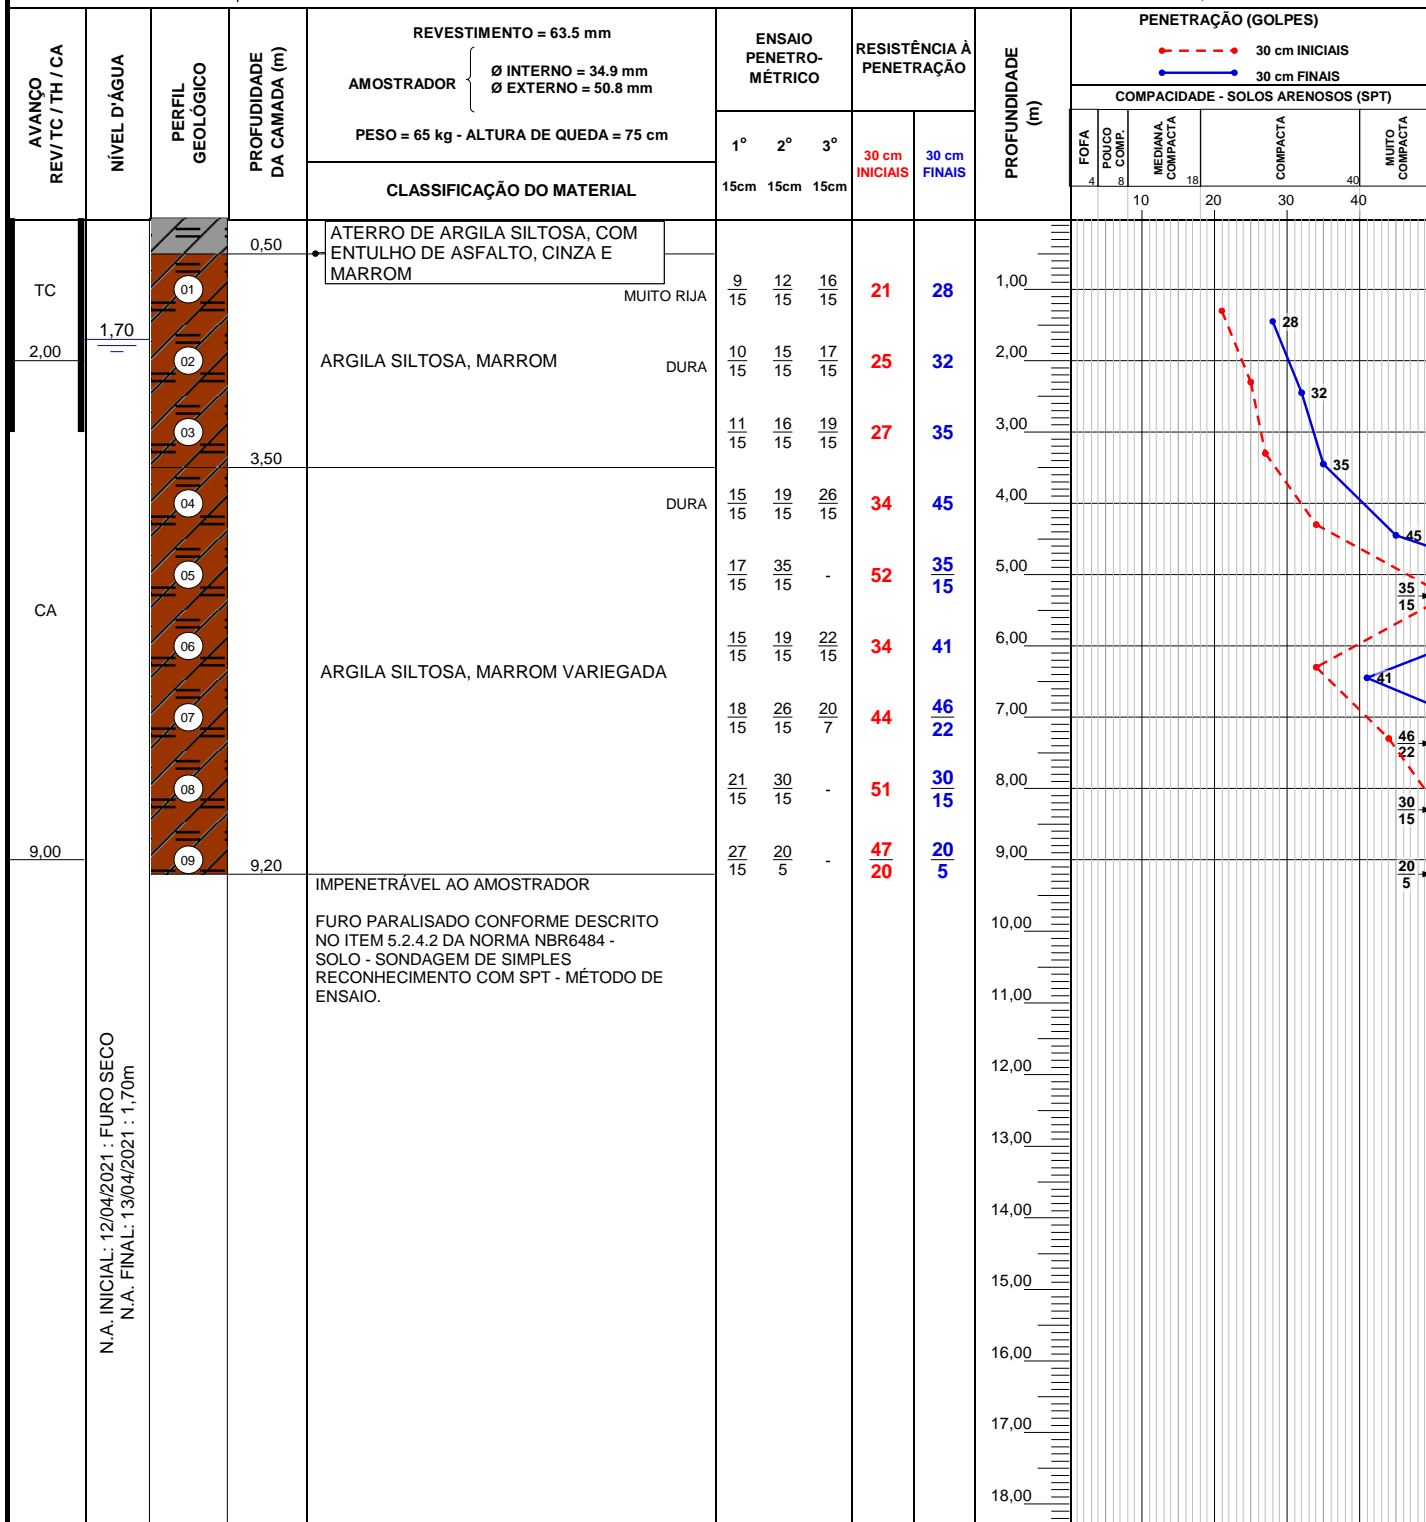 AVANÇO
REV/ TC / TH / CA
NÍVEL D'ÁGUA
PERFIL
GEOLÓGICO
PROFUDIDADE
DA CAMADA (m)
REVESTIMENTO = 63.5 mm
AMOSTRADOR
Ø INTERNO = 34.9 mm
Ø EXTERNO = 50.8 mm
PESO = 65 kg - ALTURA DE QUEDA = 75 cm
CLASSIFICAÇÃO DO MATERIAL
ENSAIO
PENETRO-
MÉTRICO
1° 2° 3°
15cm 15cm 15cm
RESISTÊNCIA À
PENETRAÇÃO
30 cm
INICIAIS
30 cm
FINAIS
PROFUNDIDADE
(m)
PENETRAÇÃO (GOLPES)
30 cm INICIAIS
30 cm FINAIS
COMPACIDADE - SOLOS ARENOSOS (SPT)
FOFA
4
POUCO
COMP.
8
MEDIANA.
COMPACTA
18
COMPACTA
40
MUITO
COMPACTA
10 20 30 40
0,50
ATERRO DE ARGILA SILTOSA, COM
ENTULHO DE ASFALTO, CINZA E
MARROM
TC
01
MUITO RIJA
9/15 12/15 16/15 21 28
1,00
28
1,70
2,00
02
ARGILA SILTOSA, MARROM
DURA
10/15 15/15 17/15 25 32
2,00
32
03
11/15 16/15 19/15 27 35
3,00
35
3,50
04
DURA
15/15 19/15 26/15 34 45
4,00
45
05
17/15 35/15 - 52 35/15
5,00
35/15
CA
06
15/15 19/15 22/15 34 41
6,00
41
ARGILA SILTOSA, MARROM VARIEGADA
07
18/15 26/15 20/7 44 46/22
7,00
46/22
08
21/15 30/15 - 51 30/15
8,00
30/15
9,00
09
27/15 20/5 - 47/20 20/5
9,00
20/5
9,20
IMPENETRÁVEL AO AMOSTRADOR
FURO PARALISADO CONFORME DESCRITO
NO ITEM 5.2.4.2 DA NORMA NBR6484 -
SOLO - SONDAGEM DE SIMPLES
RECONHECIMENTO COM SPT - MÉTODO DE
ENSAIO.
10,00
11,00
12,00
13,00
14,00
15,00
16,00
17,00
18,00
N.A. INICIAL: 12/04/2021 : FURO SECO
N.A. FINAL: 13/04/2021 : 1,70m